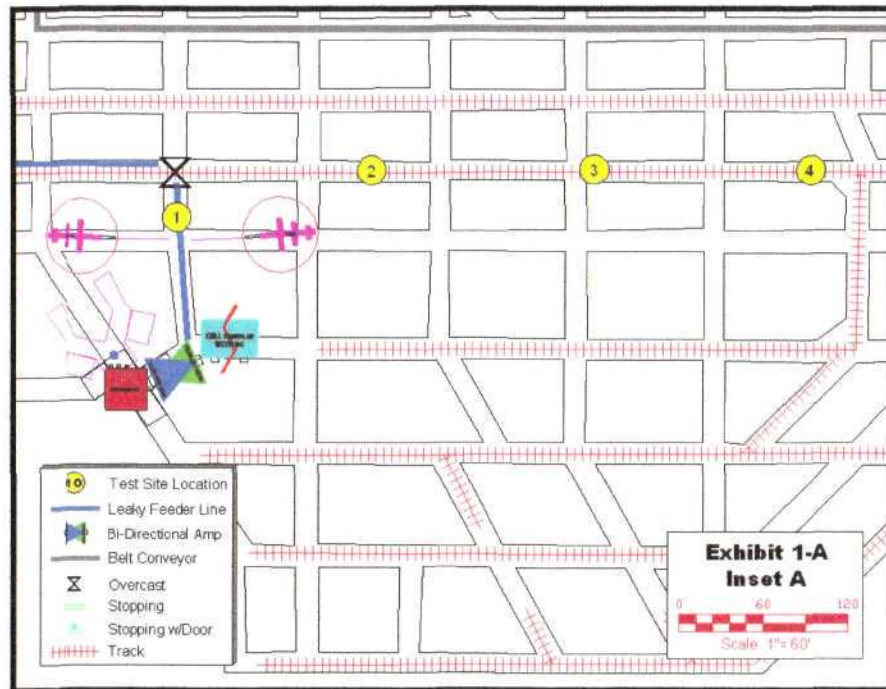 2
3
4
1
10 Test Site Location
Leaky Feeder Line
Bi-Directional Amp
Belt Conveyor
Overcast
Stopping
Stopping w/Door
Track
Exhibit 1-A
Inset A
0 60 120
Scale 1"= 60'